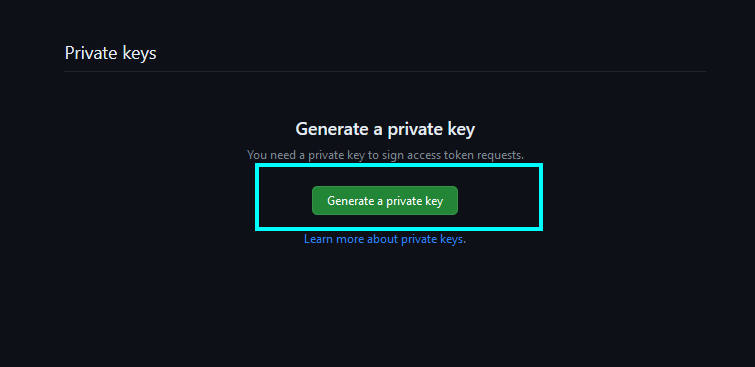 Private keys
Generate a private key
You need a private key to sign access token requests.
Generate a private key
Learn more about private keys.